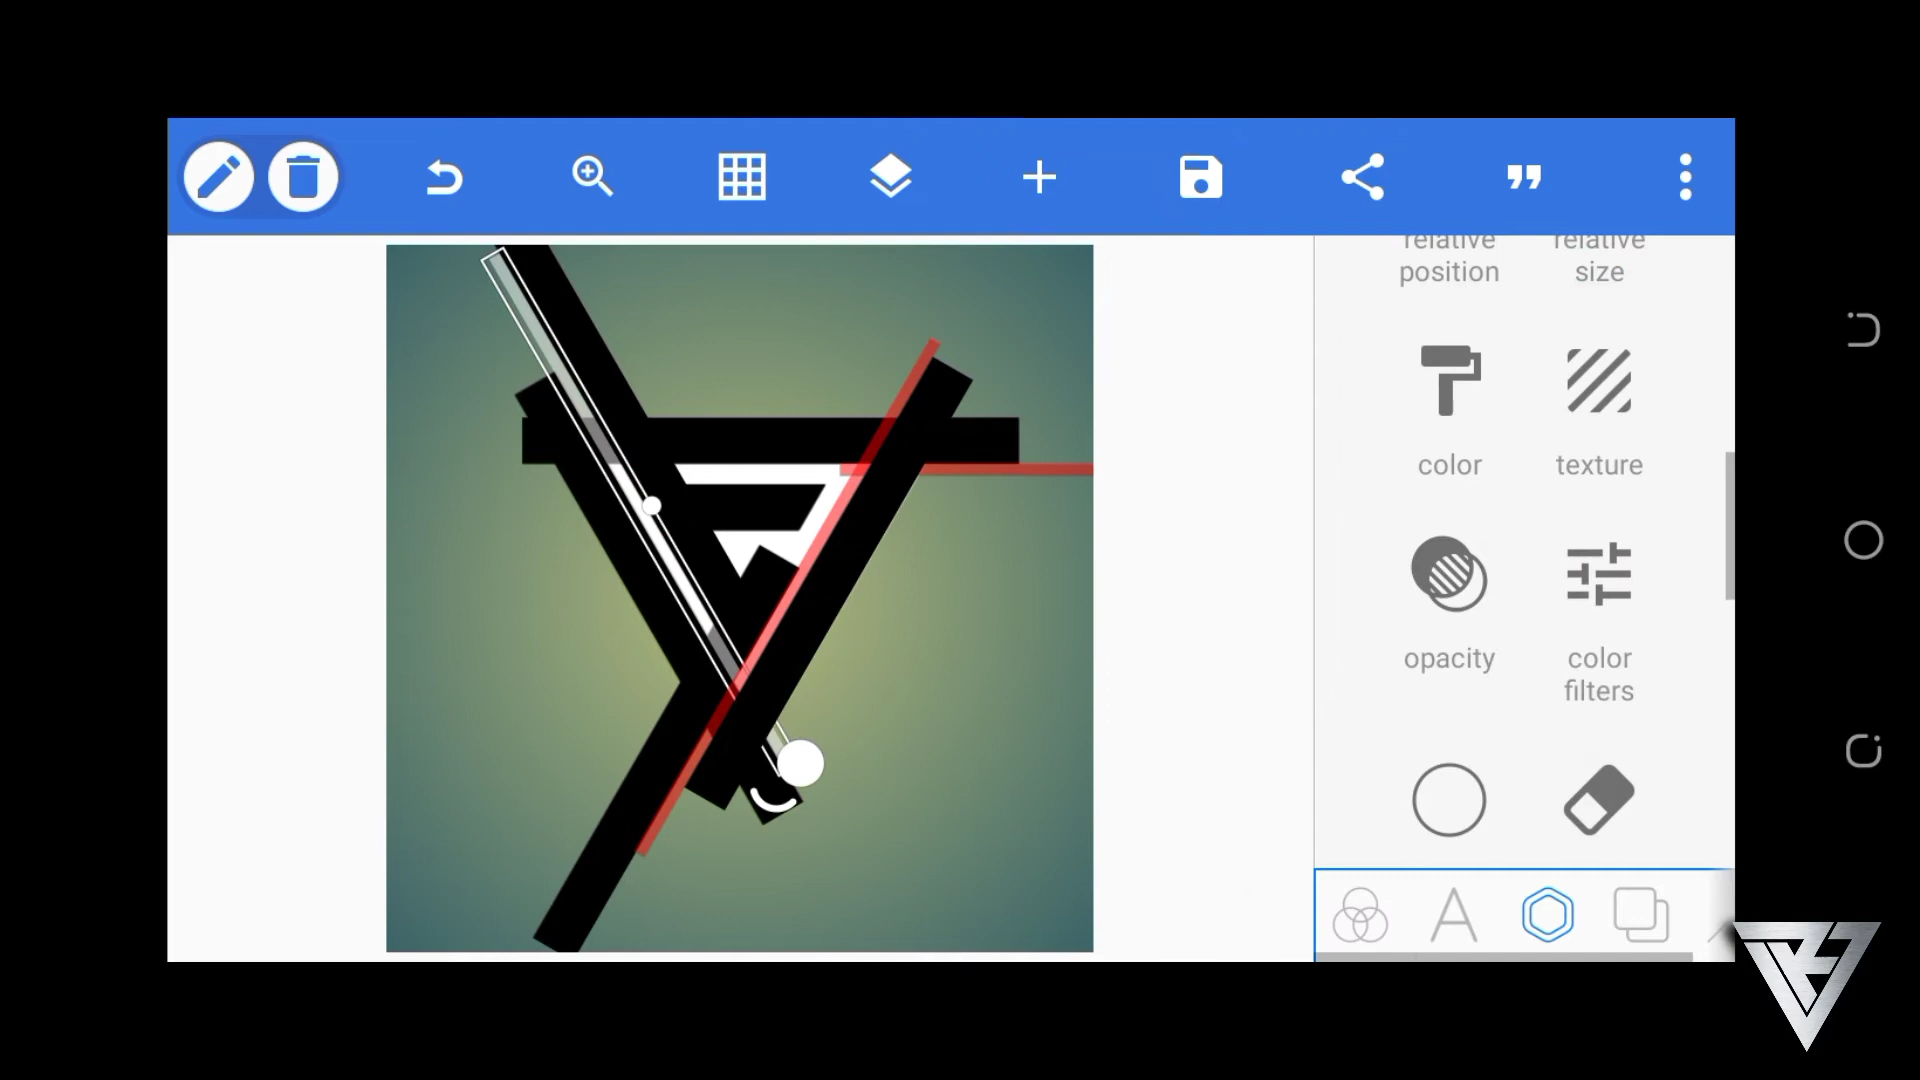 relative relative
position size
color texture
opacity color
filters